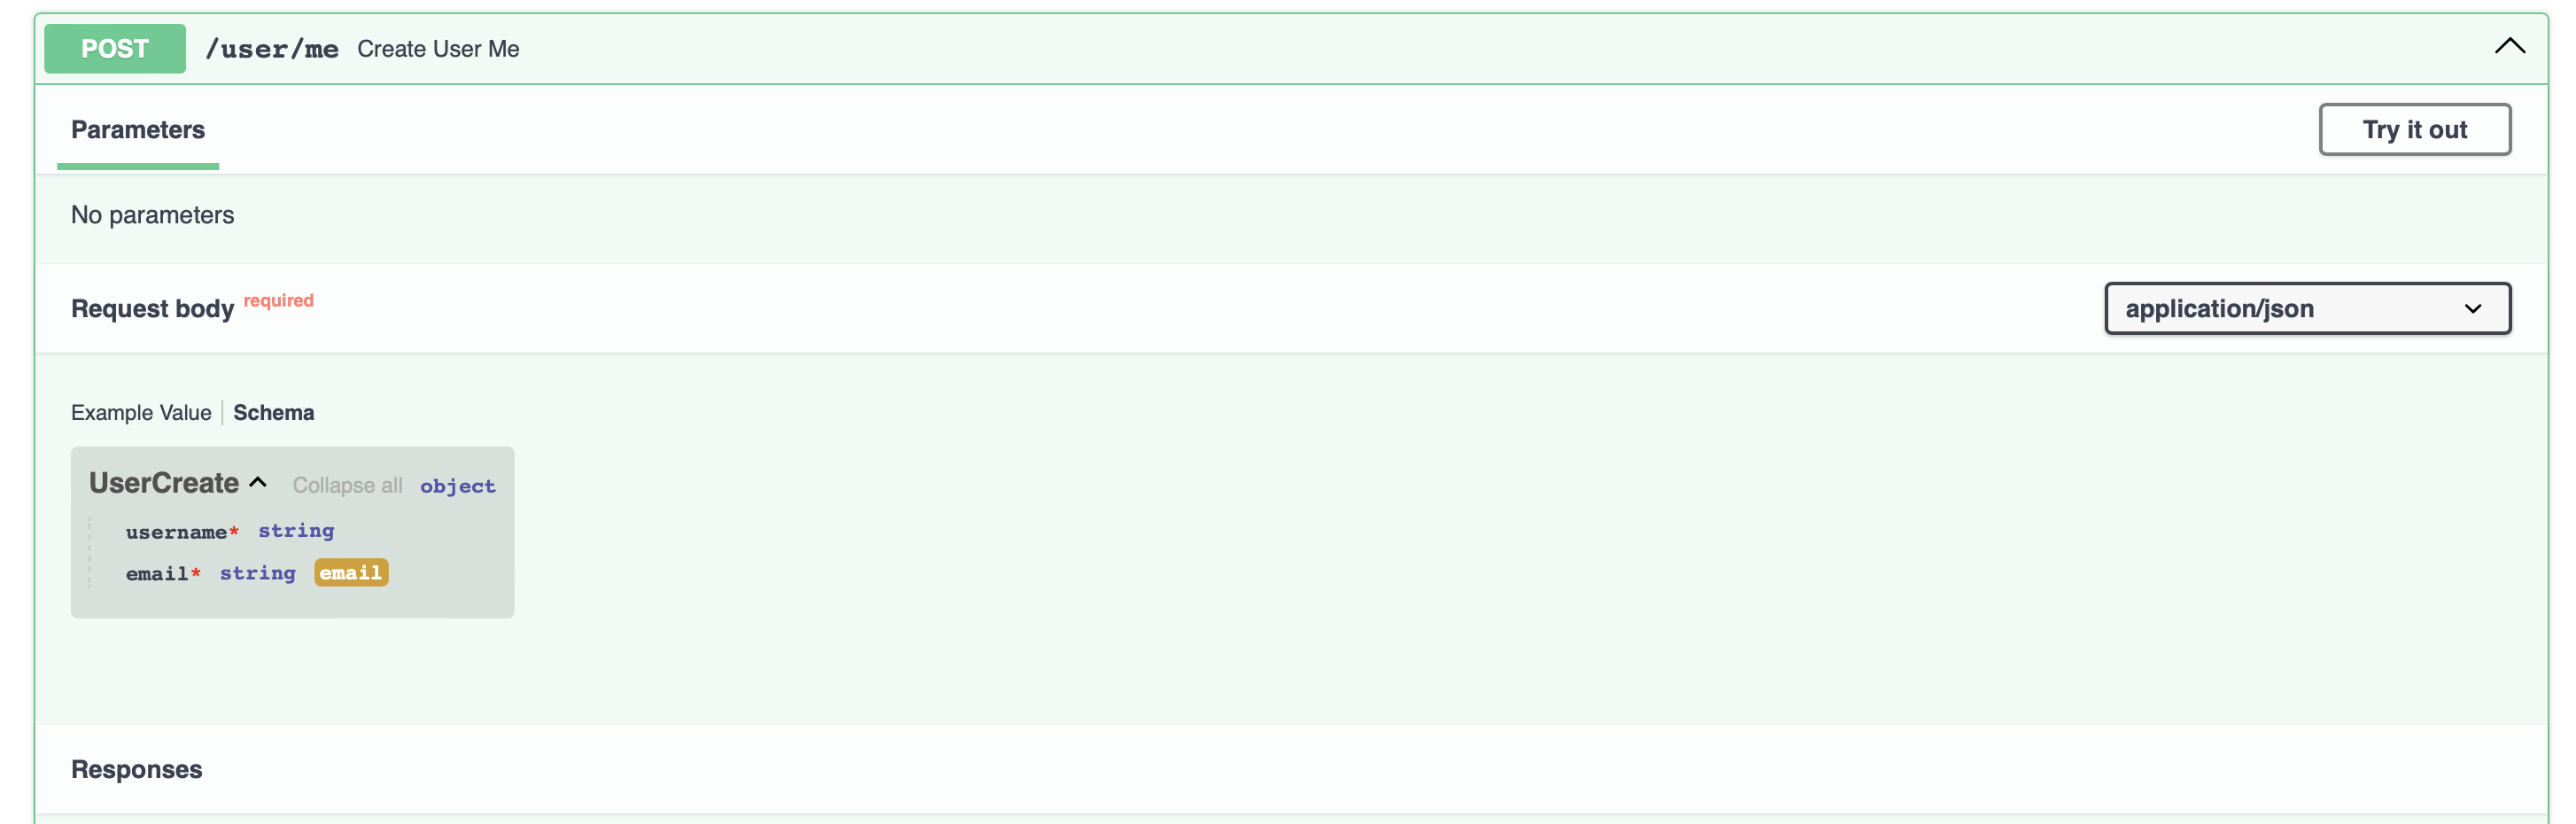 POST /user/me Create User Me
Parameters Try it out
No parameters
Request body required application/json
Example Value Schema
UserCreate Collapse all object
username* string
email* string email
Responses